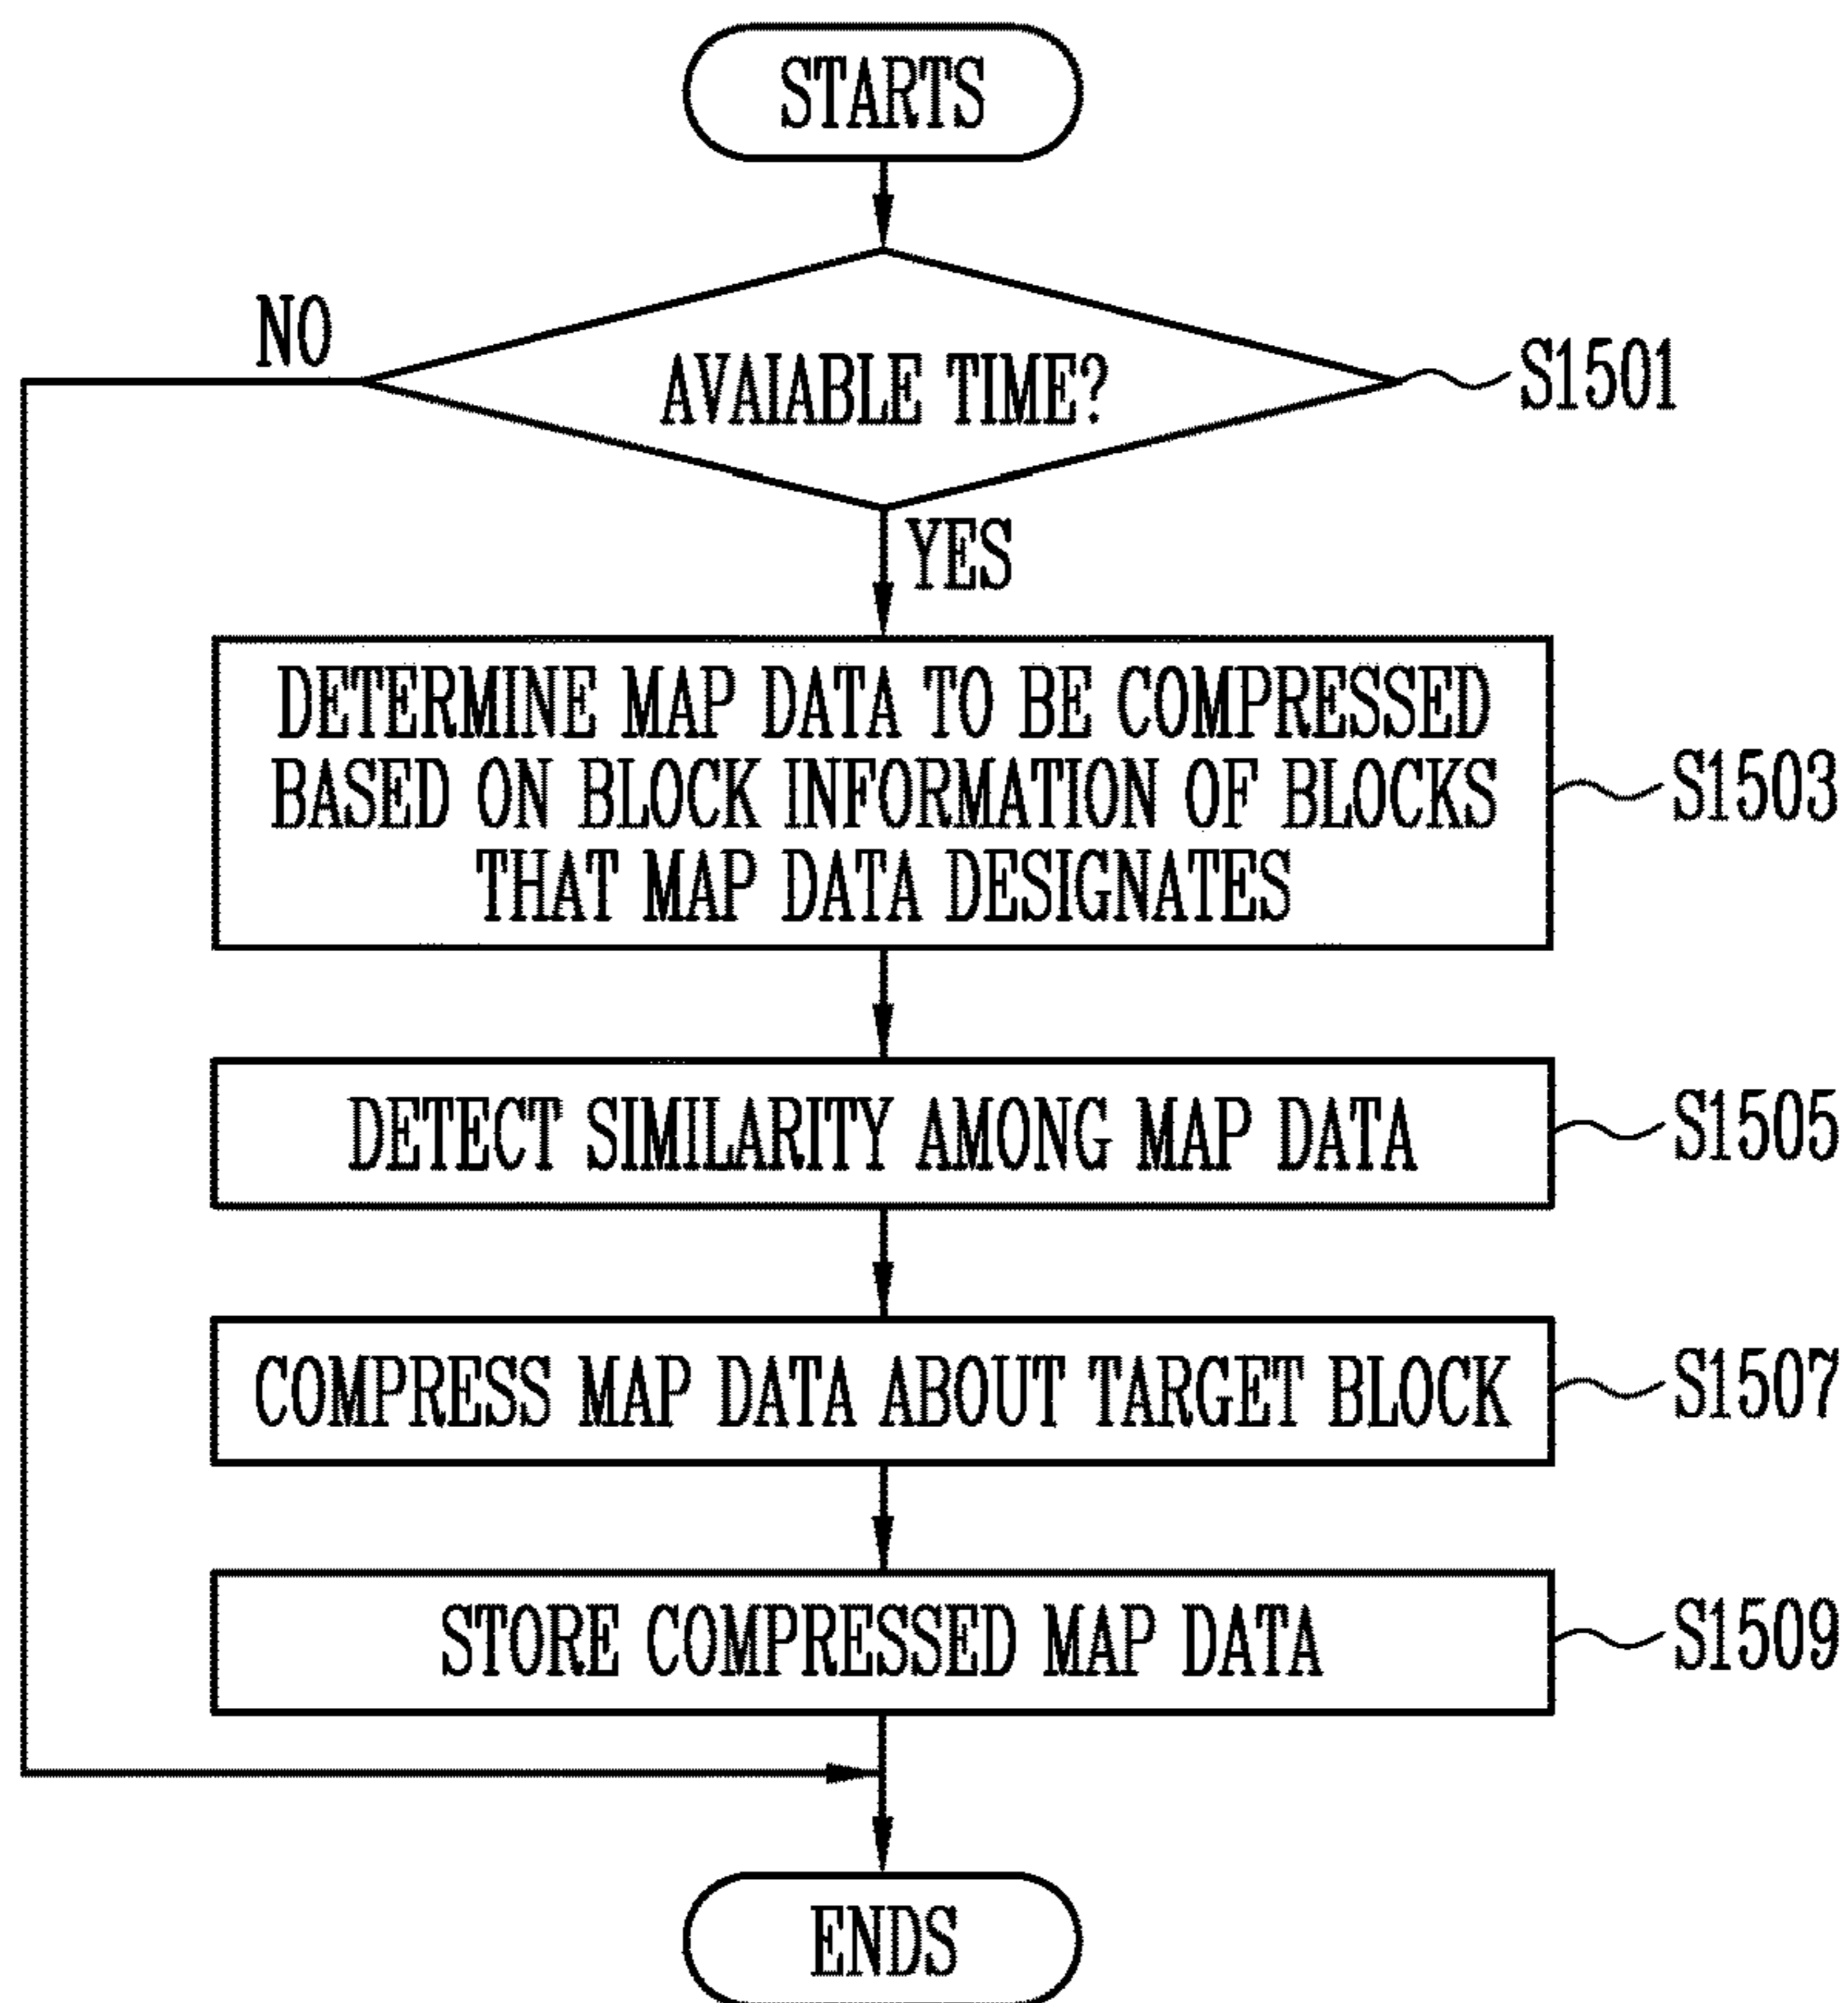 STARTS
NO
AVAIABLE TIME?
S1501
YES
DETERMINE MAP DATA TO BE COMPRESSED
BASED ON BLOCK INFORMATION OF BLOCKS
THAT MAP DATA DESIGNATES
S1503
DETECT SIMILARITY AMONG MAP DATA
S1505
COMPRESS MAP DATA ABOUT TARGET BLOCK
S1507
STORE COMPRESSED MAP DATA
S1509
ENDS